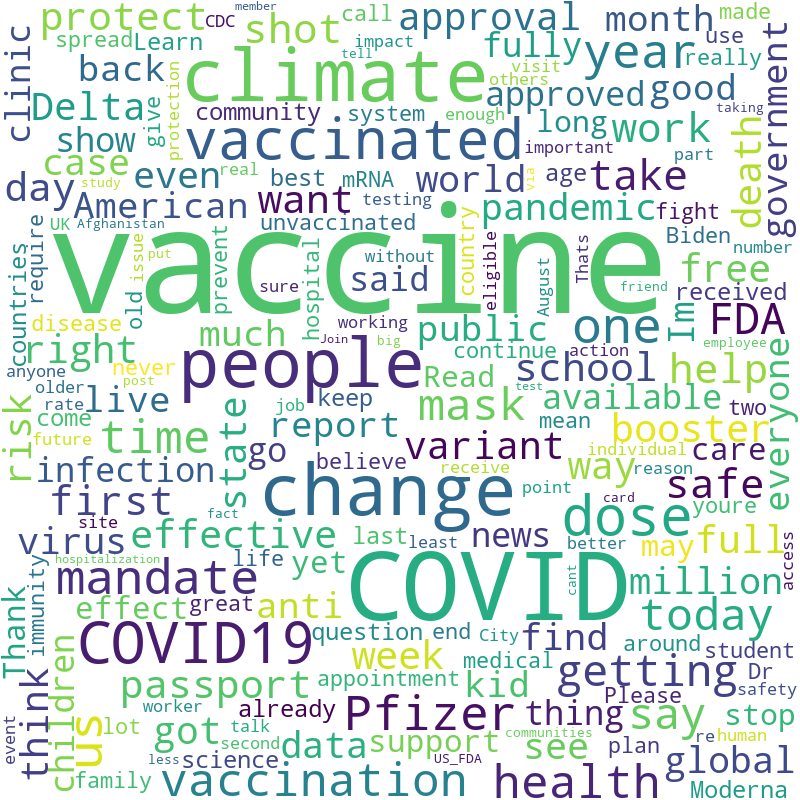 member
protect
CDC
shot
call
approval
month
made
spread
Learn
impact
use
tell
climate
fully
year
really
clinic
back
visit
others
government
Delta
give
protection
community
system
enough
approved
good
taking
show
vaccinated
long
work
important
part
case
even
best
mRNA
world
age
take
death
day
study
real
testing
via
American
want
pandemic
fight
UK
Afghanistan
unvaccinated
Biden
number
require
issue
put
vaccine
without
country
eligible
Thats
free
countries
old
prevent
hospital
sure
said
August
friend
received
disease
much
working
public
one
Im
FDA
right
Join
big
continue
action
employee
never
people
Read
school
help
anyone
older
post
live
keep
mask
available
everyone
risk
rate
job
test
mean
two
come
time
state
report
booster
future
go
believe
variant
way
individual
care
infection
change
receive
reason
safe
first
point
card
youre
site
fact
dose
virus
effective
last
least
news
better
may
full
access
hospitalization
life
yet
COVID
cant
million
mandate
Thank
immunity
effect
great
anti
today
COVID19
question
end
City
find
around
student
think
children
us
week
medical
getting
Dr
safety
passport
appointment
kid
Please
worker
already
Pfizer
thing
say
stop
event
lot
got
talk
support
communities
see
plan
re
human
second
data
family
less
science
US_FDA
global
vaccination
health
Moderna